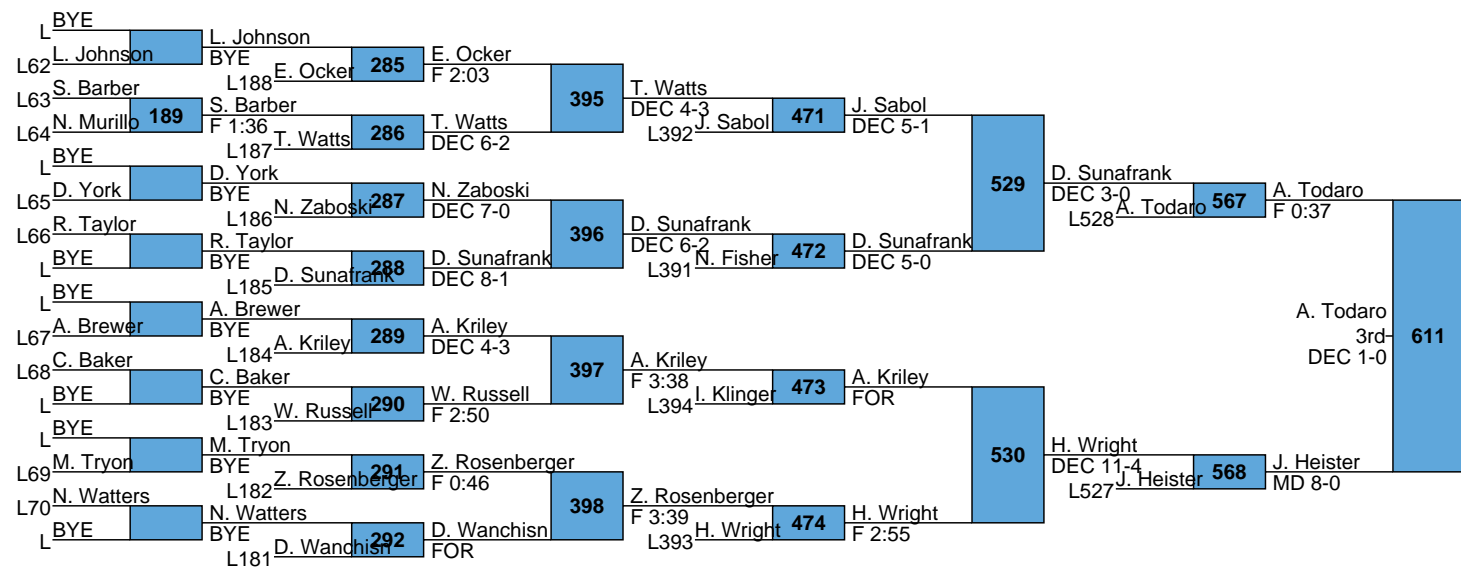 L BYE
L62 L. Johnson
L. Johnson
BYE
L188 E. Ocker
285
E. Ocker
F 2:03
L63 S. Barber
L64 N. Murillo
189
S. Barber
F 1:36
L187 T. Watts
286
T. Watts
DEC 6-2
395
T. Watts
DEC 4-3
L392 J. Sabol
471
J. Sabol
DEC 5-1
L BYE
L65 D. York
D. York
BYE
L186 N. Zaboski
287
N. Zaboski
DEC 7-0
L66 R. Taylor
L BYE
R. Taylor
BYE
L185 D. Sunafrank
288
D. Sunafrank
DEC 8-1
396
D. Sunafrank
DEC 6-2
L391 N. Fisher
472
D. Sunafrank
DEC 5-0
529
D. Sunafrank
DEC 3-0
L528 A. Todaro
567
A. Todaro
F 0:37
L BYE
L67 A. Brewer
A. Brewer
BYE
L184 A. Kriley
289
A. Kriley
DEC 4-3
L68 C. Baker
L BYE
C. Baker
BYE
L183 W. Russell
290
W. Russell
F 2:50
397
A. Kriley
F 3:38
L394 I. Klinger
473
A. Kriley
FOR
L BYE
L69 M. Tryon
M. Tryon
BYE
L182 Z. Rosenberger
291
Z. Rosenberger
F 0:46
L70 N. Watters
L BYE
N. Watters
BYE
L181 D. Wanchisn
292
D. Wanchisn
FOR
398
Z. Rosenberger
F 3:39
L393 H. Wright
474
H. Wright
F 2:55
530
H. Wright
DEC 11-4
L527 J. Heister
568
J. Heister
MD 8-0
611
A. Todaro
3rd
DEC 1-0